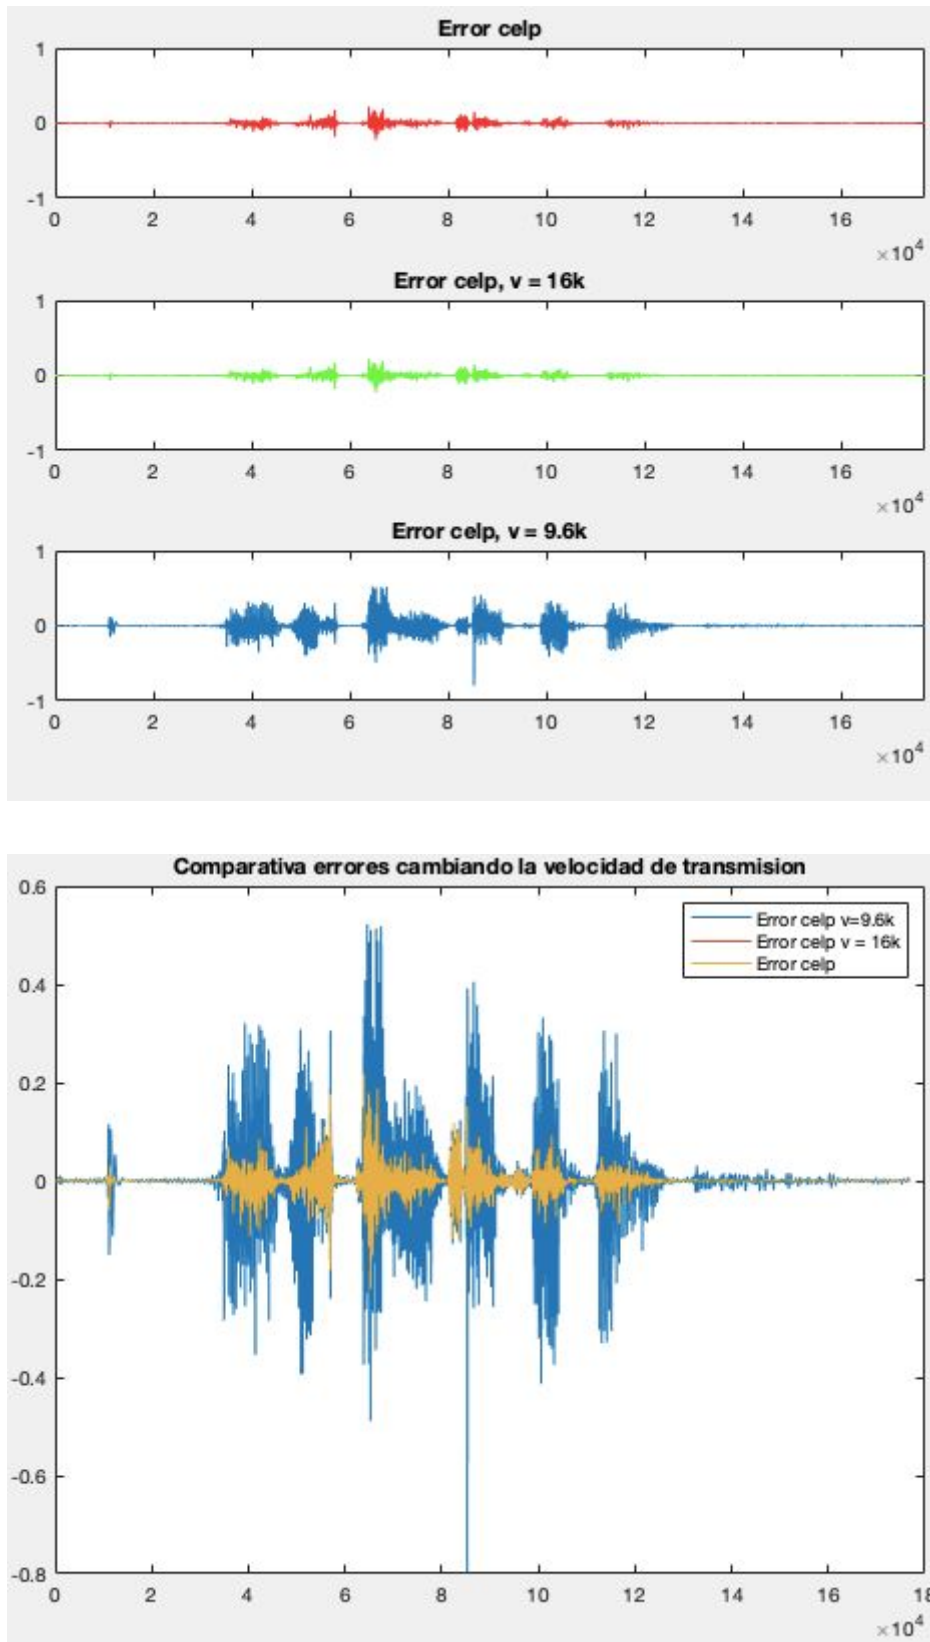 Error celp
1
0
-1
0 2 4 6 8 10 12 14 16
×10^4
Error celp, v = 16k
1
0
-1
0 2 4 6 8 10 12 14 16
×10^4
Error celp, v = 9.6k
1
0
-1
0 2 4 6 8 10 12 14 16
×10^4
Comparativa errores cambiando la velocidad de transmision
0.6
Error celp v=9.6k
Error celp v = 16k
Error celp
0.4
0.2
0
-0.2
-0.4
-0.6
-0.8
0 2 4 6 8 10 12 14 16 18
×10^4